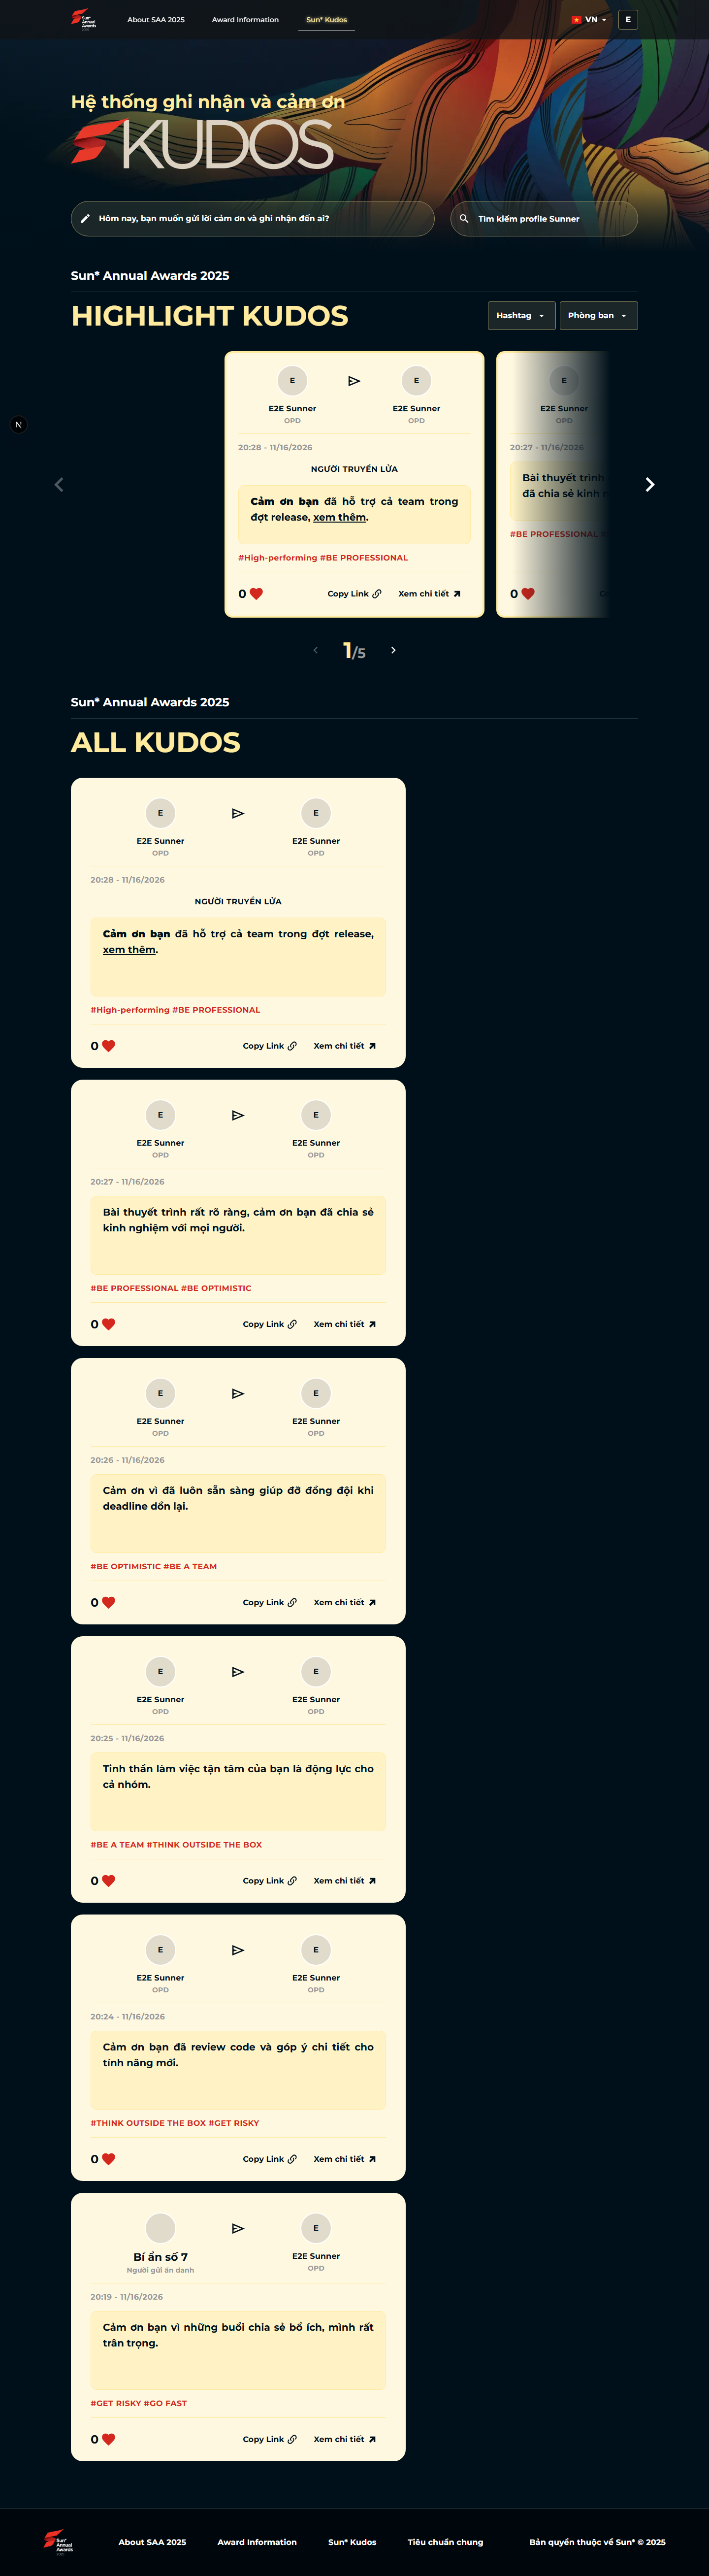 Sun*
Annual
Awards
2025
About SAA 2025
Award Information
Sun* Kudos
VN
E
Hệ thống ghi nhận và cảm ơn
KUDOS
Hôm nay, bạn muốn gửi lời cảm ơn và ghi nhận đến ai?
Tìm kiếm profile Sunner
Sun* Annual Awards 2025
HIGHLIGHT KUDOS
Hashtag
Phòng ban
E
E
E2E Sunner
E2E Sunner
OPD
OPD
20:28 - 11/16/2026
NGƯỜI TRUYỀN LỬA
Cảm ơn bạn đã hỗ trợ cả team trong
đợt release, xem thêm.
#High-performing #BE PROFESSIONAL
0
Copy Link
Xem chi tiết
E
E2E Sunner
OPD
20:27 - 11/16/2026
Bài thuyết trình
đã chia sẻ kinh
#BE PROFESSIONAL
0
N
1/5
Sun* Annual Awards 2025
ALL KUDOS
E
E
E2E Sunner
E2E Sunner
OPD
OPD
20:28 - 11/16/2026
NGƯỜI TRUYỀN LỬA
Cảm ơn bạn đã hỗ trợ cả team trong đợt release,
xem thêm.
#High-performing #BE PROFESSIONAL
0
Copy Link
Xem chi tiết
E
E
E2E Sunner
E2E Sunner
OPD
OPD
20:27 - 11/16/2026
Bài thuyết trình rất rõ ràng, cảm ơn bạn đã chia sẻ
kinh nghiệm với mọi người.
#BE PROFESSIONAL #BE OPTIMISTIC
0
Copy Link
Xem chi tiết
E
E
E2E Sunner
E2E Sunner
OPD
OPD
20:26 - 11/16/2026
Cảm ơn vì đã luôn sẵn sàng giúp đỡ đồng đội khi
deadline dồn lại.
#BE OPTIMISTIC #BE A TEAM
0
Copy Link
Xem chi tiết
E
E
E2E Sunner
E2E Sunner
OPD
OPD
20:25 - 11/16/2026
Tinh thần làm việc tận tâm của bạn là động lực cho
cả nhóm.
#BE A TEAM #THINK OUTSIDE THE BOX
0
Copy Link
Xem chi tiết
E
E
E2E Sunner
E2E Sunner
OPD
OPD
20:24 - 11/16/2026
Cảm ơn bạn đã review code và góp ý chi tiết cho
tính năng mới.
#THINK OUTSIDE THE BOX #GET RISKY
0
Copy Link
Xem chi tiết
E
Bí ẩn số 7
E2E Sunner
Người gửi ẩn danh
OPD
20:19 - 11/16/2026
Cảm ơn bạn vì những buổi chia sẻ bổ ích, mình rất
trân trọng.
#GET RISKY #GO FAST
0
Copy Link
Xem chi tiết
Sun*
Annual
Awards
2025
About SAA 2025
Award Information
Sun* Kudos
Tiêu chuẩn chung
Bản quyền thuộc về Sun* © 2025